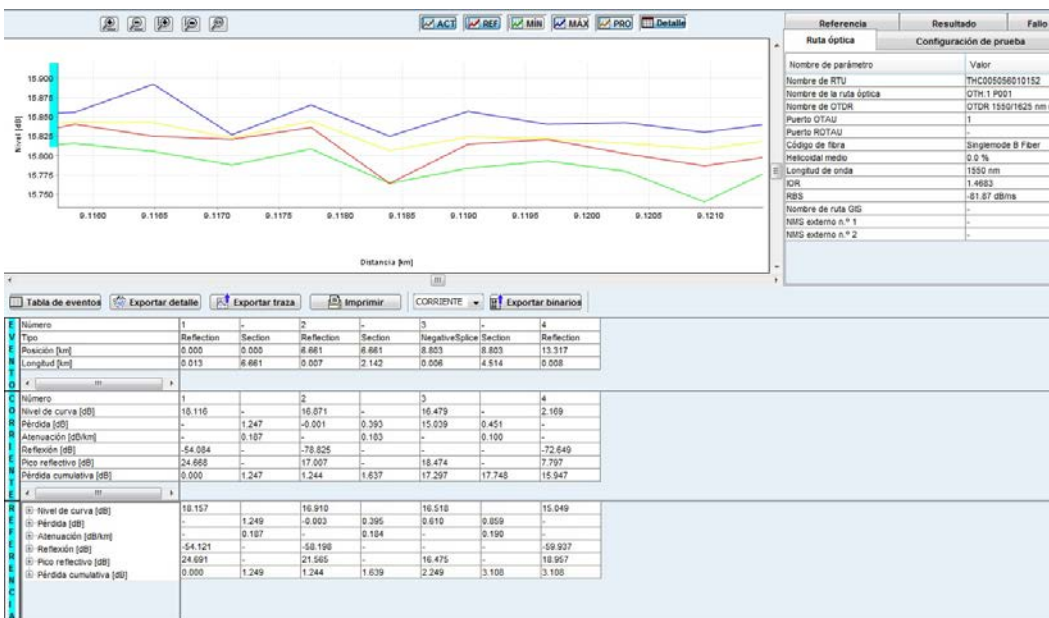 ACT REF MÍN MÁX PRO Detalle
Referencia Resultado Fallo
Ruta óptica Configuración de prueba
Nombre de parámetro Valor
Nombre de RTU THC005056010152
Nombre de la ruta óptica OTH:1 P001
Nombre de OTDR OTDR 1550/1625 nm
Puerto OTAU 1
Puerto ROTAU -
Código de fibra Singlemode B Fiber
Helicoidal medio 0.0 %
Longitud de onda 1550 nm
IOR 1.4683
RBS -81.87 dB/ms
Nombre de ruta GIS -
NMS externo n.º 1 -
NMS externo n.º 2 -
Nivel [dB]
15.900
15.875
15.850
15.825
15.800
15.775
15.750
9.1160 9.1165 9.1170 9.1175 9.1180 9.1185 9.1190 9.1195 9.1200 9.1205 9.1210
Distancia [km]
Tabla de eventos Exportar detalle Exportar traza Imprimir CORRIENTE Exportar binarios
EVENTO
Número 1 - 2 - 3 - 4
Tipo Reflection Section Reflection Section NegativeSplice Section Reflection
Posición [km] 0.000 0.000 6.661 6.661 8.803 8.803 13.317
Longitud [km] 0.013 6.661 0.007 2.142 0.006 4.514 0.008
CORRIENTE
Número 1 2 3 4
Nivel de curva [dB] 18.116 - 16.871 - 16.479 - 2.169
Pérdida [dB] - 1.247 -0.001 0.393 15.039 0.451 -
Atenuación [dB/km] - 0.187 - 0.183 - 0.100 -
Reflexión [dB] -54.084 - -78.825 - - - -72.649
Pico reflectivo [dB] 24.668 - 17.007 - 18.474 - 7.797
Pérdida cumulativa [dB] 0.000 1.247 1.244 1.637 17.297 17.748 15.947
REFERENCIA
Nivel de curva [dB] 18.157 16.910 16.518 15.049
Pérdida [dB] - 1.249 -0.003 0.395 0.610 0.859 -
Atenuación [dB/km] - 0.187 - 0.184 - 0.190 -
Reflexión [dB] -54.121 - -58.198 - - - -59.937
Pico reflectivo [dB] 24.691 - 21.565 - 16.475 - 18.957
Pérdida cumulativa [dB] 0.000 1.249 1.244 1.639 2.249 3.108 3.108